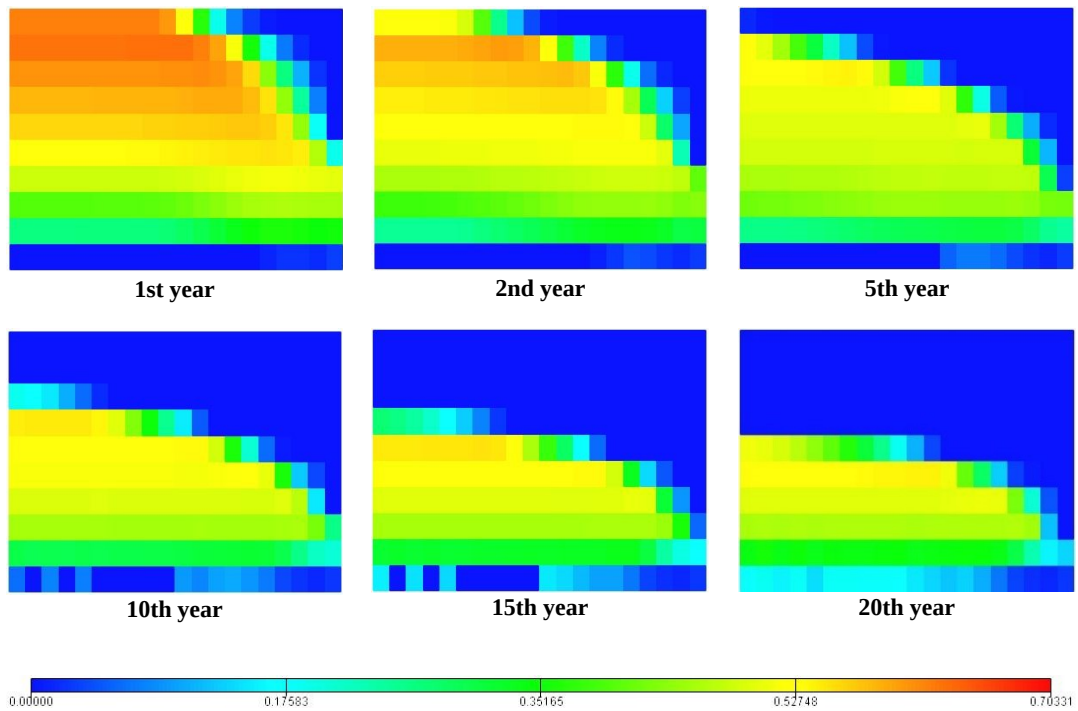 1st year
2nd year
5th year
10th year
15th year
20th year
0.00000
0.17583
0.35165
0.52748
0.70331